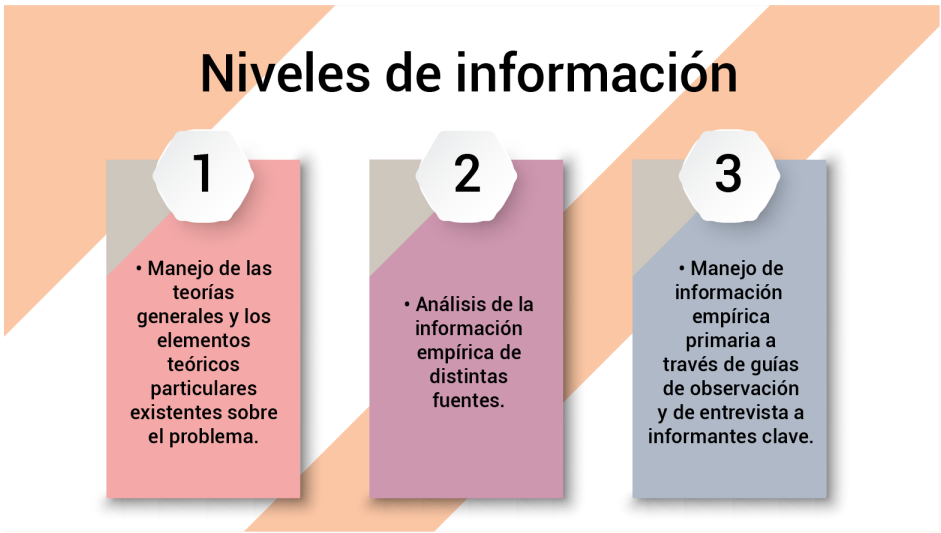 Niveles de información
1
• Manejo de las
teorías
generales y los
elementos
teóricos
particulares
existentes sobre
el problema.
2
• Análisis de la
información
empírica de
distintas
fuentes.
3
• Manejo de
información
empírica
primaria a
través de guías
de observación
y de entrevista a
informantes clave.